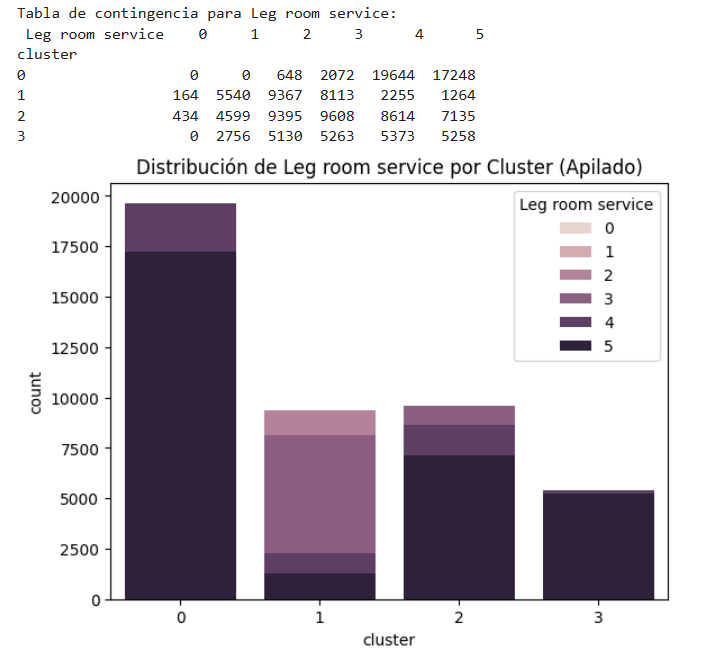 Tabla de contingencia para Leg room service:
Leg room service 0 1 2 3 4 5
cluster
0 0 0 648 2072 19644 17248
1 164 5540 9367 8113 2255 1264
2 434 4599 9395 9608 8614 7135
3 0 2756 5130 5263 5373 5258
Distribución de Leg room service por Cluster (Apilado)
20000
17500
15000
12500
10000
7500
5000
2500
0
count
Leg room service
0
1
2
3
4
5
0 1 2 3
cluster